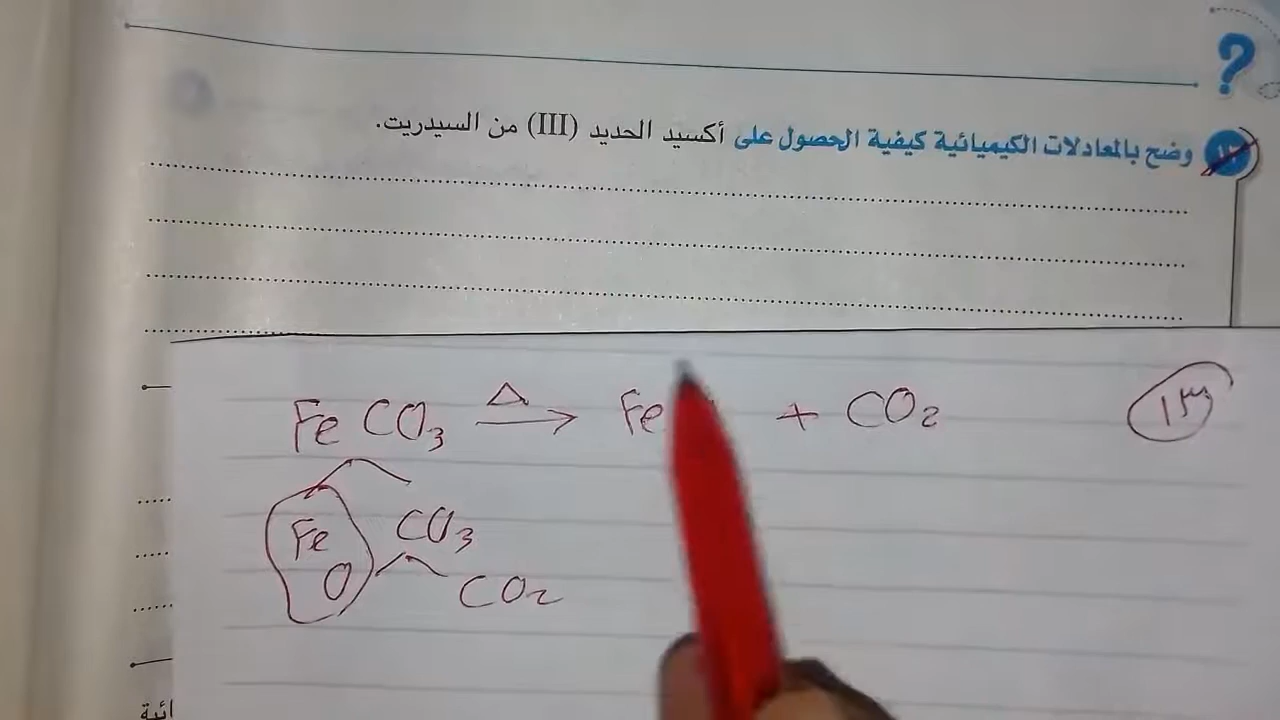 ?
وضح بالمعادلات الكيميائية كيفية الحصول على أكسيد الحديد (III) من السيدريت.
١٣
FeCO₃ Δ→ Fe + CO₂
Fe CO₃
O CO₂